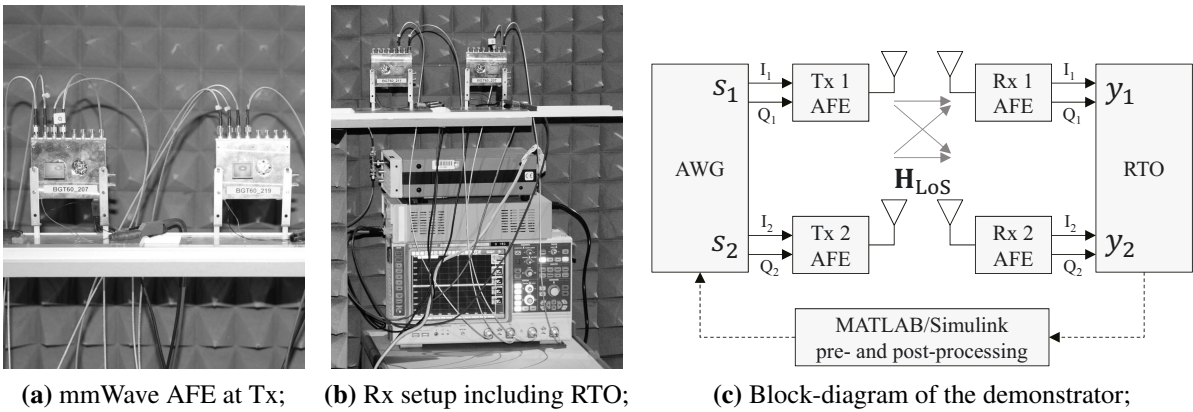 BGT60_207
BGT60_219
(a) mmWave AFE at Tx;
(b) Rx setup including RTO;
AWG
s₁
s₂
I₁
Q₁
I₂
Q₂
Tx 1
AFE
Tx 2
AFE
H_LoS
Rx 1
AFE
Rx 2
AFE
I₁
Q₁
I₂
Q₂
RTO
y₁
y₂
MATLAB/Simulink
pre- and post-processing
(c) Block-diagram of the demonstrator;